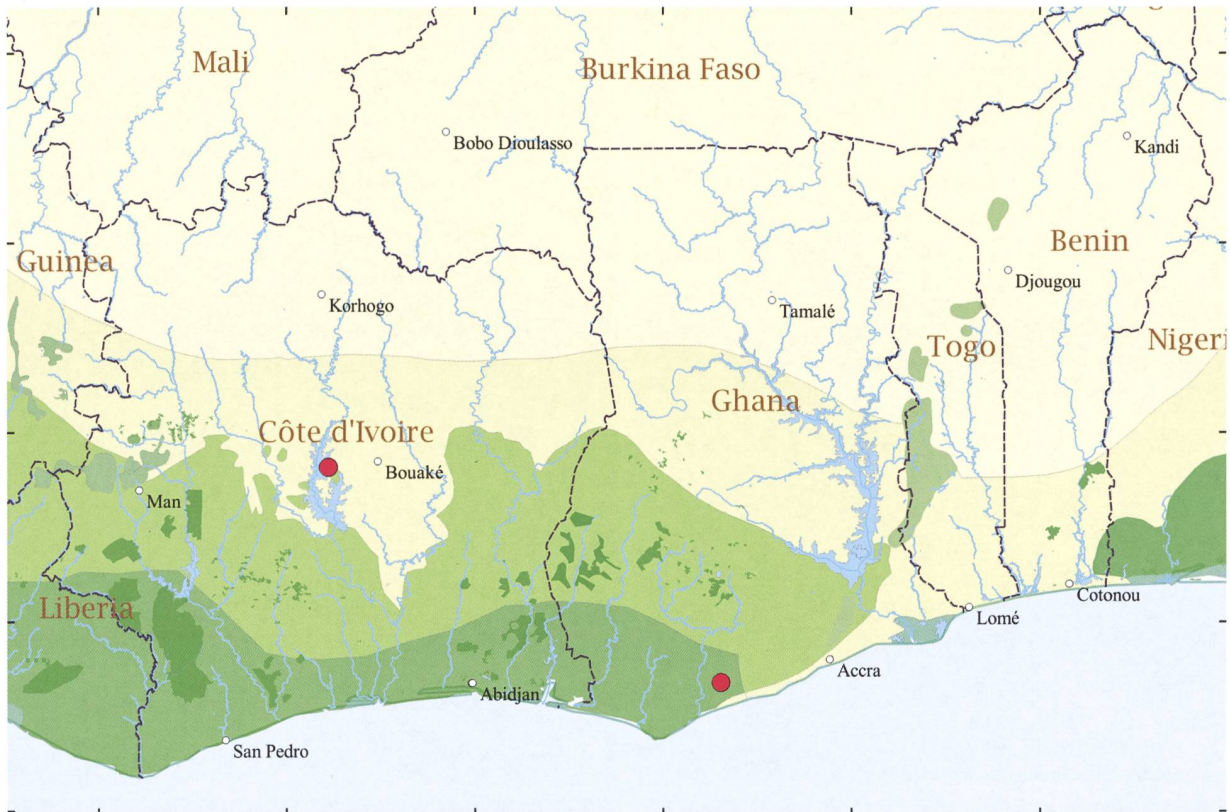 Mali
Burkina Faso
Bobo Dioulasso
Kandi
Guinea
Benin
Korhogo
Djougou
Tamalé
Togo
Nigeri
Ghana
Côte d'Ivoire
Bouaké
Man
Liberia
Cotonou
Lomé
Accra
Abidjan
San Pedro